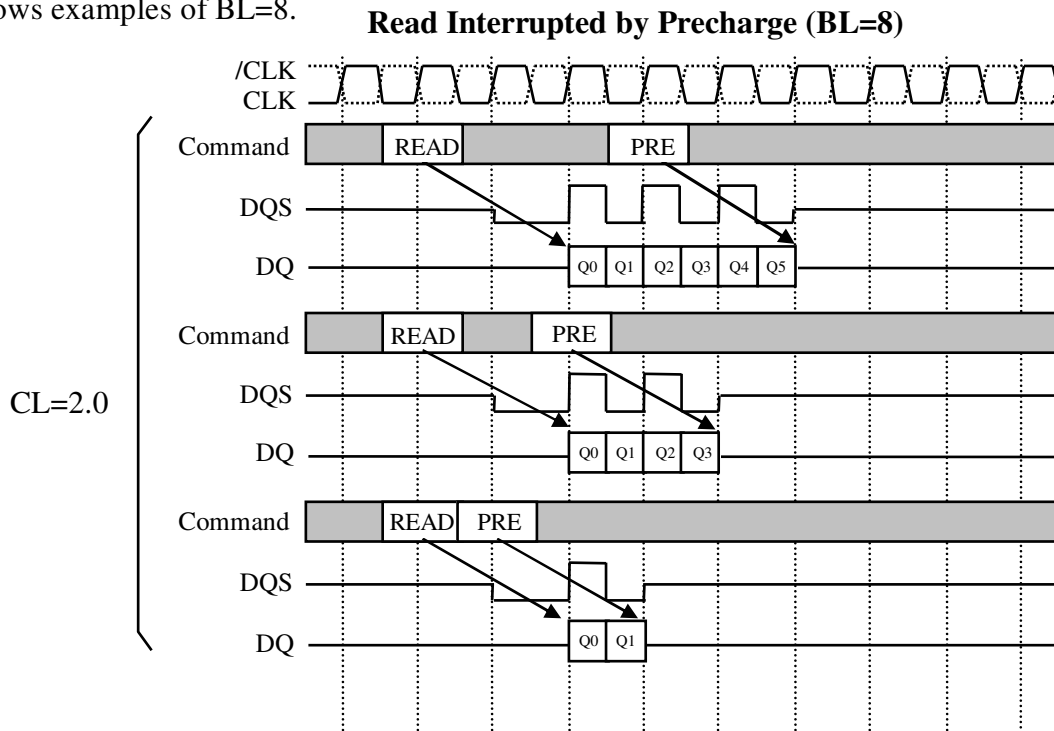 ows examples of BL=8.
Read Interrupted by Precharge (BL=8)
/CLK
CLK
Command READ PRE
DQS
DQ Q0 Q1 Q2 Q3 Q4 Q5
Command READ PRE
CL=2.0
DQS
DQ Q0 Q1 Q2 Q3
Command READ PRE
DQS
DQ Q0 Q1